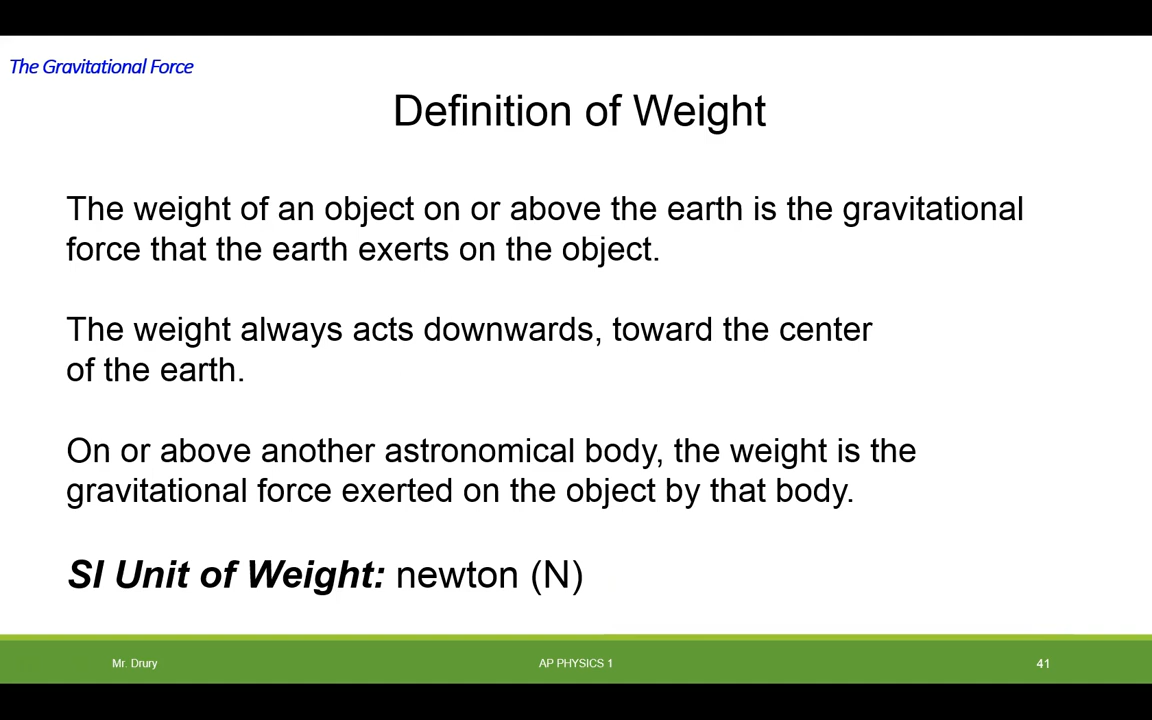 The Gravitational Force
Definition of Weight
The weight of an object on or above the earth is the gravitational
force that the earth exerts on the object.
The weight always acts downwards, toward the center
of the earth.
On or above another astronomical body, the weight is the
gravitational force exerted on the object by that body.
SI Unit of Weight: newton (N)
Mr. Drury
AP PHYSICS 1
41